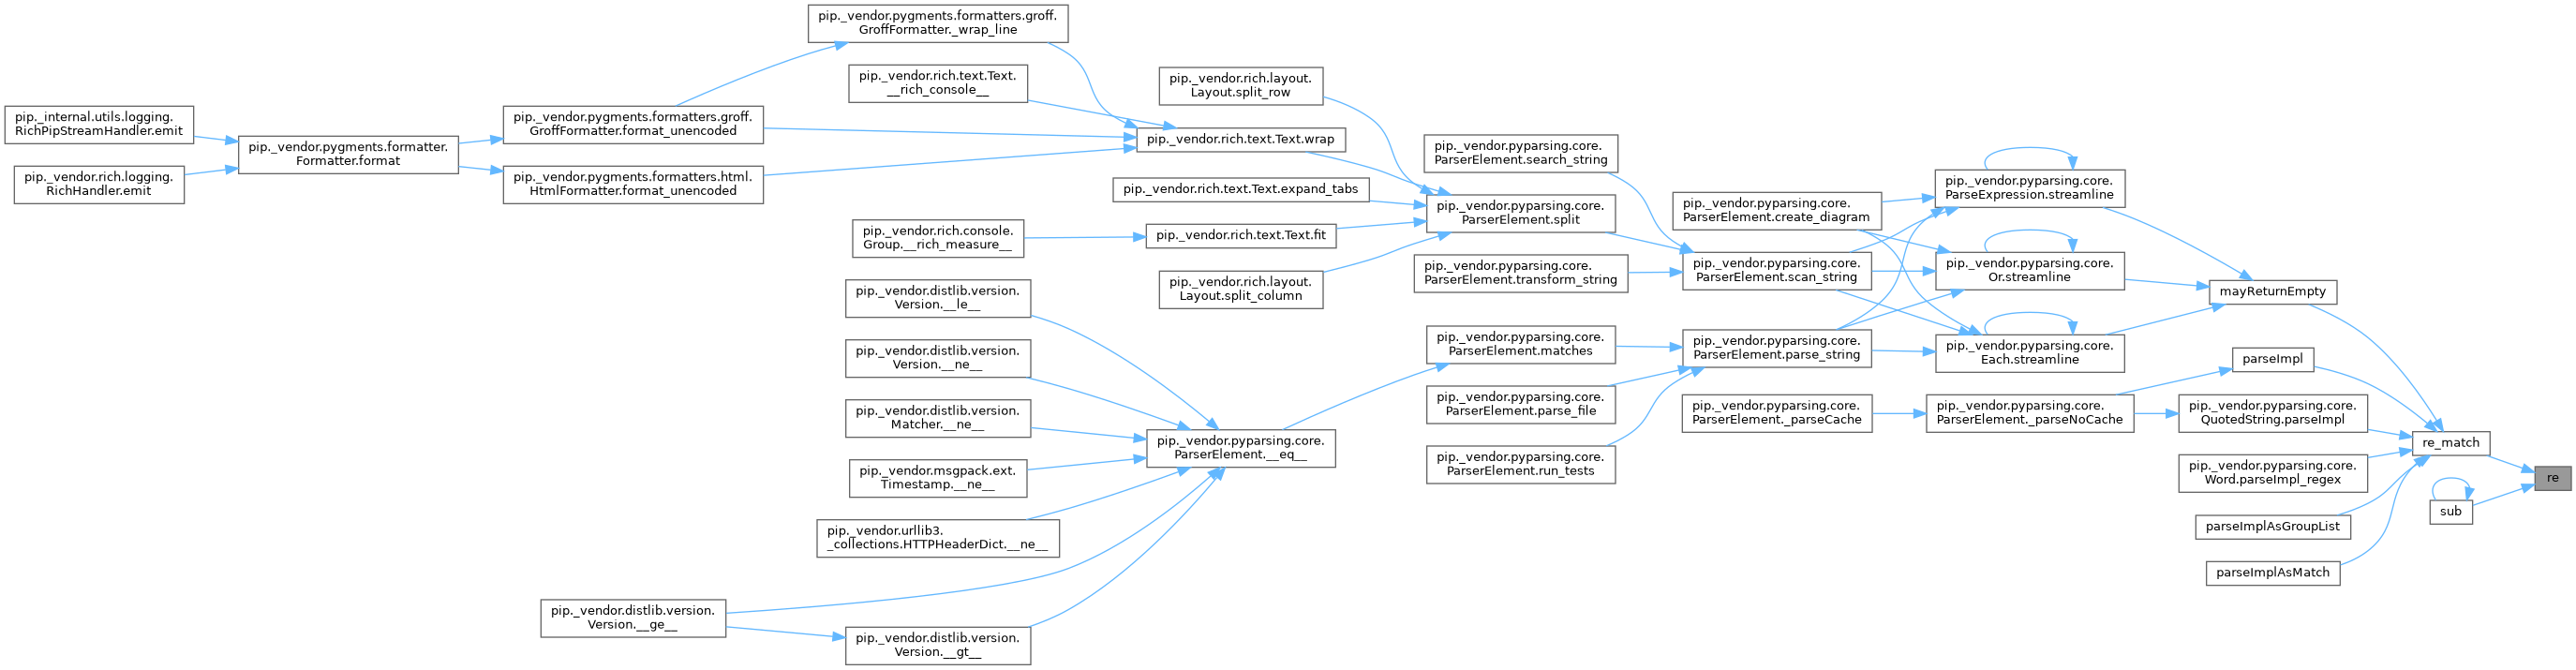 pip._vendor.pygments.formatters.groff.
GroffFormatter._wrap_line
pip._vendor.rich.text.Text.
__rich_console__
pip._internal.utils.logging.
RichPipStreamHandler.emit
pip._vendor.rich.logging.
RichHandler.emit
pip._vendor.pygments.formatter.
Formatter.format
pip._vendor.pygments.formatters.groff.
GroffFormatter.format_unencoded
pip._vendor.pygments.formatters.html.
HtmlFormatter.format_unencoded
pip._vendor.rich.layout.
Layout.split_row
pip._vendor.rich.text.Text.wrap
pip._vendor.rich.text.Text.expand_tabs
pip._vendor.rich.console.
Group.__rich_measure__
pip._vendor.rich.text.Text.fit
pip._vendor.rich.layout.
Layout.split_column
pip._vendor.distlib.version.
Version.__le__
pip._vendor.distlib.version.
Version.__ne__
pip._vendor.distlib.version.
Matcher.__ne__
pip._vendor.msgpack.ext.
Timestamp.__ne__
pip._vendor.urllib3.
_collections.HTTPHeaderDict.__ne__
pip._vendor.distlib.version.
Version.__ge__
pip._vendor.distlib.version.
Version.__gt__
pip._vendor.pyparsing.core.
ParserElement.__eq__
pip._vendor.pyparsing.core.
ParserElement.search_string
pip._vendor.pyparsing.core.
ParserElement.split
pip._vendor.pyparsing.core.
ParserElement.transform_string
pip._vendor.pyparsing.core.
ParserElement.matches
pip._vendor.pyparsing.core.
ParserElement.parse_file
pip._vendor.pyparsing.core.
ParserElement.run_tests
pip._vendor.pyparsing.core.
ParserElement.create_diagram
pip._vendor.pyparsing.core.
ParserElement.scan_string
pip._vendor.pyparsing.core.
ParserElement.parse_string
pip._vendor.pyparsing.core.
ParserElement._parseCache
pip._vendor.pyparsing.core.
ParseExpression.streamline
pip._vendor.pyparsing.core.
Or.streamline
pip._vendor.pyparsing.core.
Each.streamline
pip._vendor.pyparsing.core.
ParserElement._parseNoCache
mayReturnEmpty
parseImpl
pip._vendor.pyparsing.core.
QuotedString.parseImpl
pip._vendor.pyparsing.core.
Word.parseImpl_regex
parseImplAsGroupList
parseImplAsMatch
re_match
sub
re